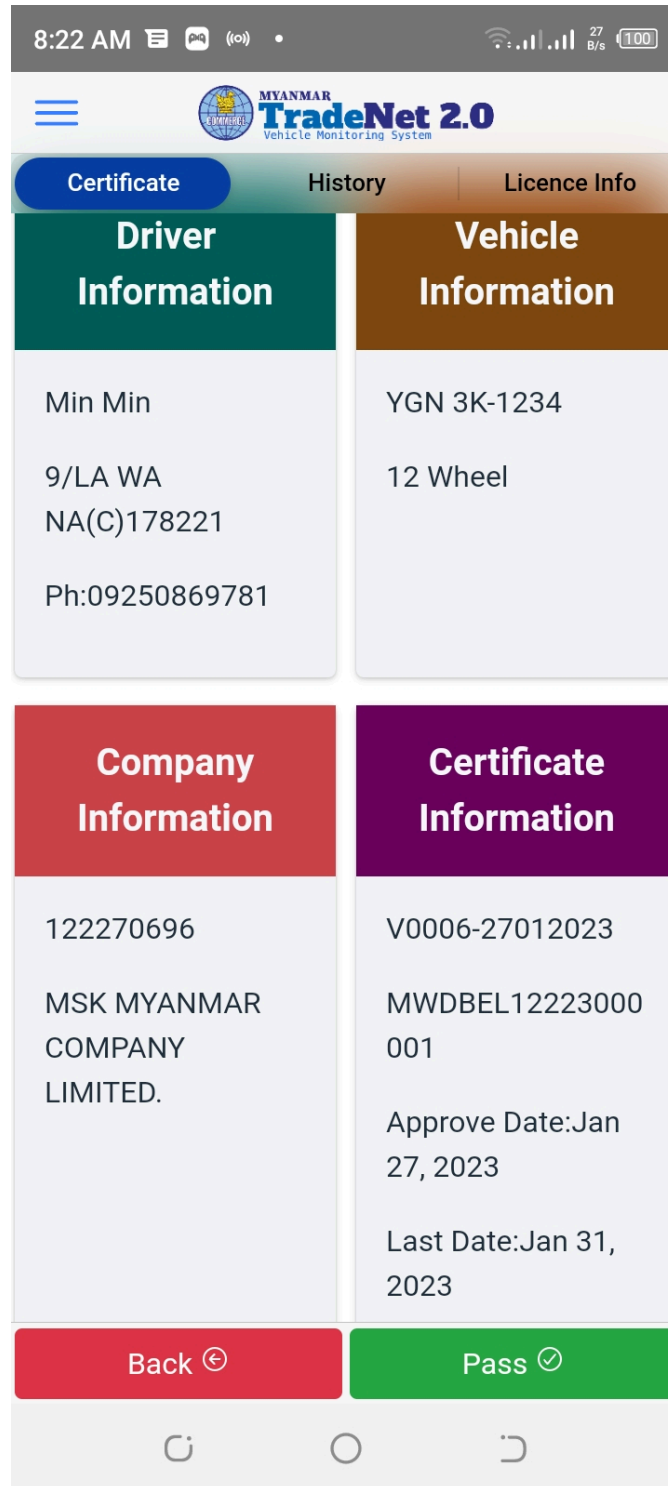 8:22 AM
27
B/s
100
COMMERCE
MYANMAR
TradeNet 2.0
Vehicle Monitoring System
Certificate
History
Licence Info
Driver
Information
Min Min
9/LA WA
NA(C)178221
Ph:09250869781
Vehicle
Information
YGN 3K-1234
12 Wheel
Company
Information
122270696
MSK MYANMAR
COMPANY
LIMITED.
Certificate
Information
V0006-27012023
MWDBEL12223000
001
Approve Date:Jan
27, 2023
Last Date:Jan 31,
2023
Back
Pass